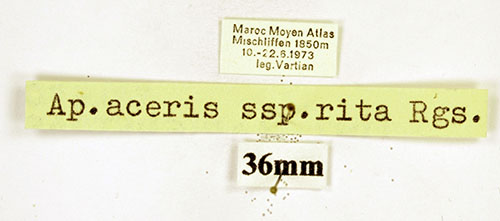 Maroc Moyen Atlas
Mischliffen 1850m
10.-22.6.1973
leg. Vartian
Ap.aceris ssp.rita Rgs.
36mm